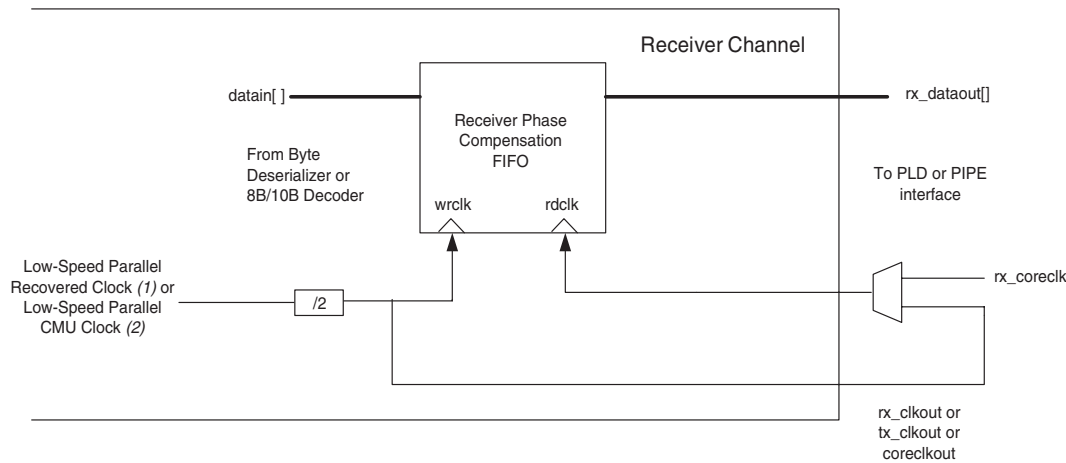 Receiver Channel
datain[ ]
rx_dataout[]
Receiver Phase
Compensation
FIFO
From Byte
Deserializer or
8B/10B Decoder
To PLD or PIPE
interface
wrclk
rdclk
Low-Speed Parallel
Recovered Clock (1) or
Low-Speed Parallel
CMU Clock (2)
/2
rx_coreclk
rx_clkout or
tx_clkout or
coreclkout